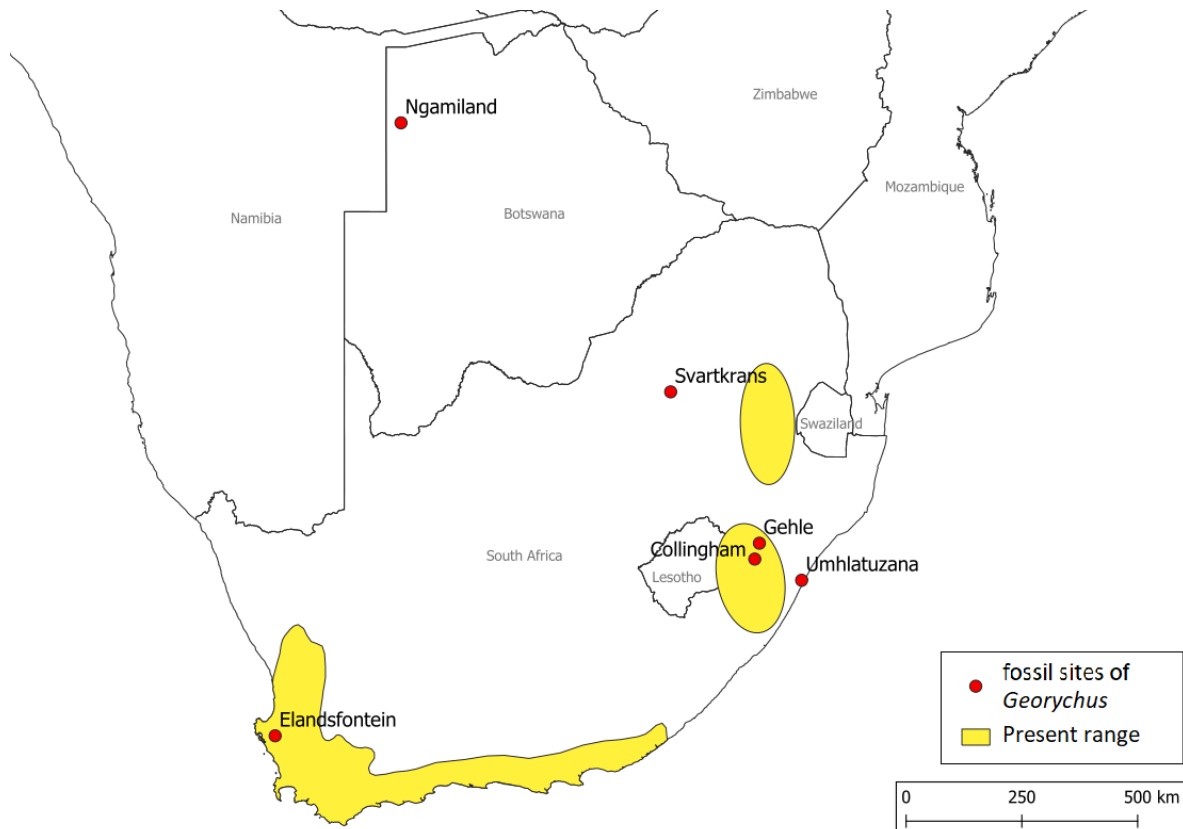 Ngamiland
Zimbabwe
Mozambique
Namibia
Botswana
Svartkrans
Swaziland
Gehle
South Africa
Collingham
Umhlatuzana
Lesotho
Elandsfontein
fossil sites of
Georychus
Present range
0 250 500 km